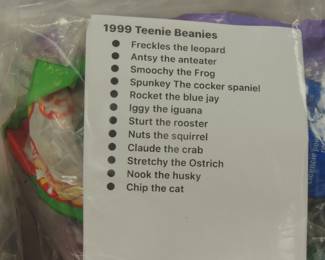 1999 Teenie Beanies
● Freckles the leopard
● Antsy the anteater
● Smoochy the Frog
● Spunkey The cocker spaniel
● Rocket the blue jay
● Iggy the iguana
● Sturt the rooster
● Nuts the squirrel
● Claude the crab
● Stretchy the Ostrich
● Nook the husky
● Chip the cat